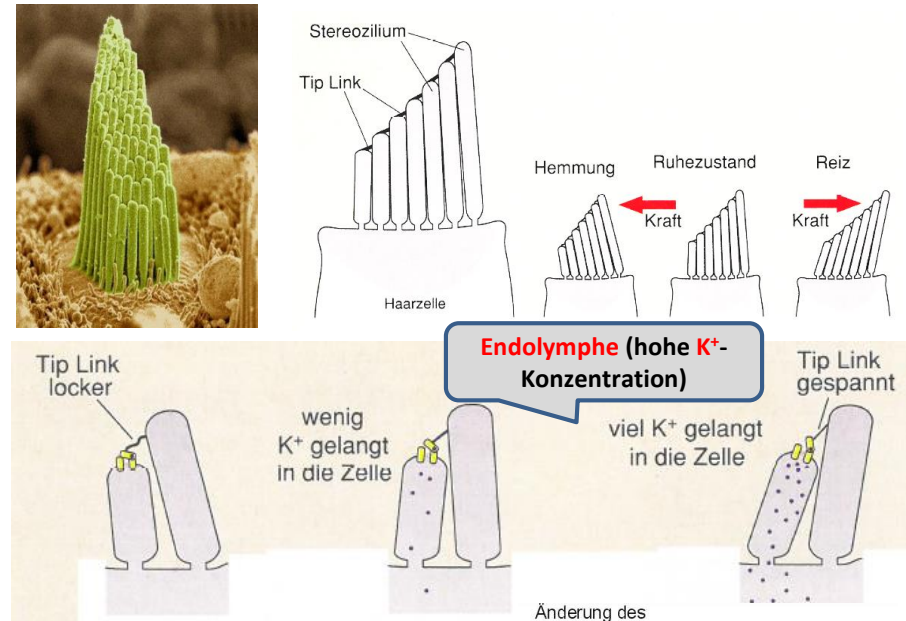 Stereozilium
Tip Link
Hemmung
Ruhezustand
Reiz
Kraft
Kraft
Haarzelle
Endolymphe (hohe K⁺-
Konzentration)
Tip Link
locker
wenig
K⁺ gelangt
in die Zelle
viel K⁺ gelangt
in die Zelle
Tip Link
gespannt
Änderung des